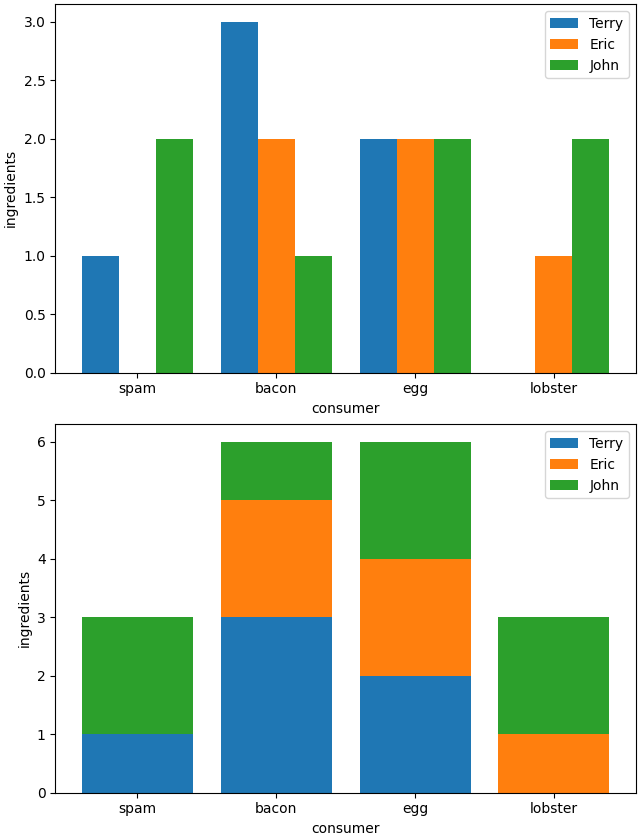 3.0
2.5
2.0
1.5
1.0
0.5
0.0
ingredients
Terry
Eric
John
spam bacon egg lobster
consumer
6
5
4
3
2
1
0
ingredients
Terry
Eric
John
spam bacon egg lobster
consumer